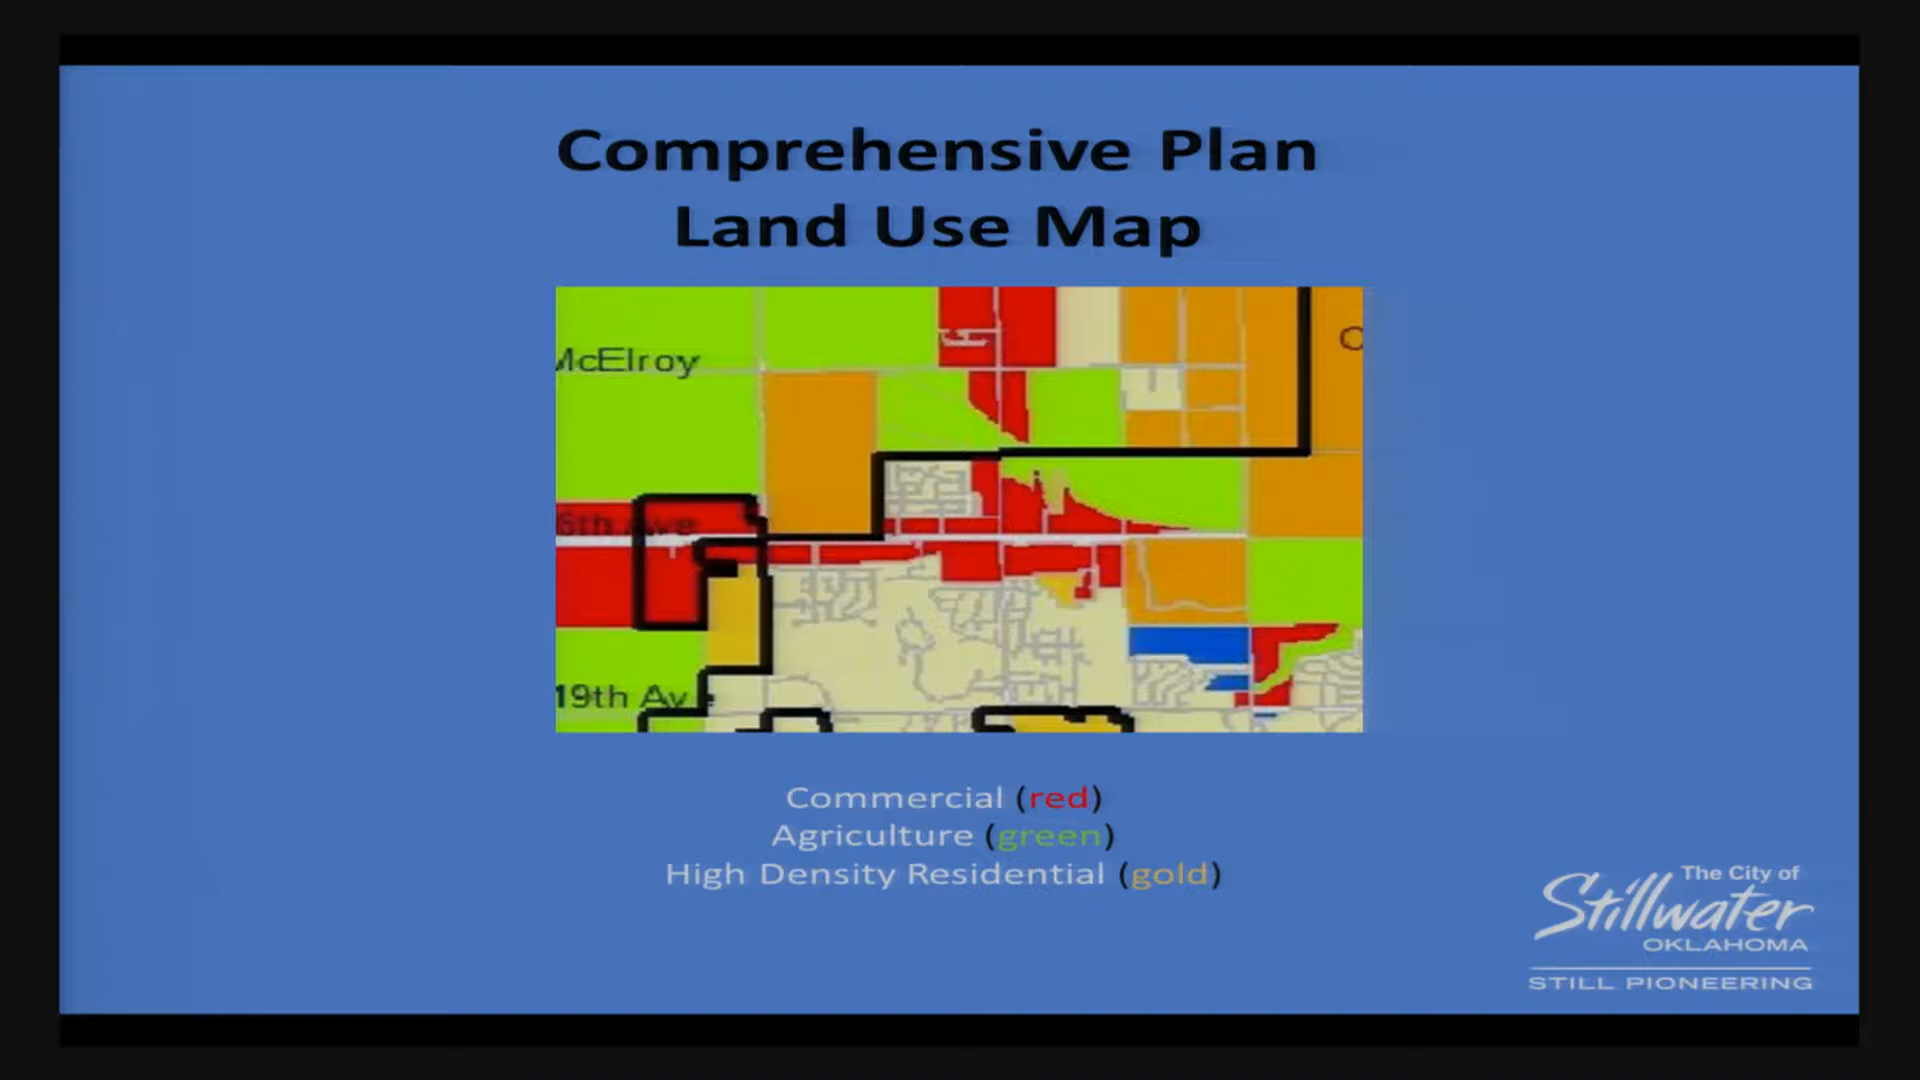 Comprehensive Plan
Land Use Map
McElroy
6th Ave
19th Ave
Commercial (red)
Agriculture (green)
High Density Residential (gold)
The City of
Stillwater
OKLAHOMA
STILL PIONEERING